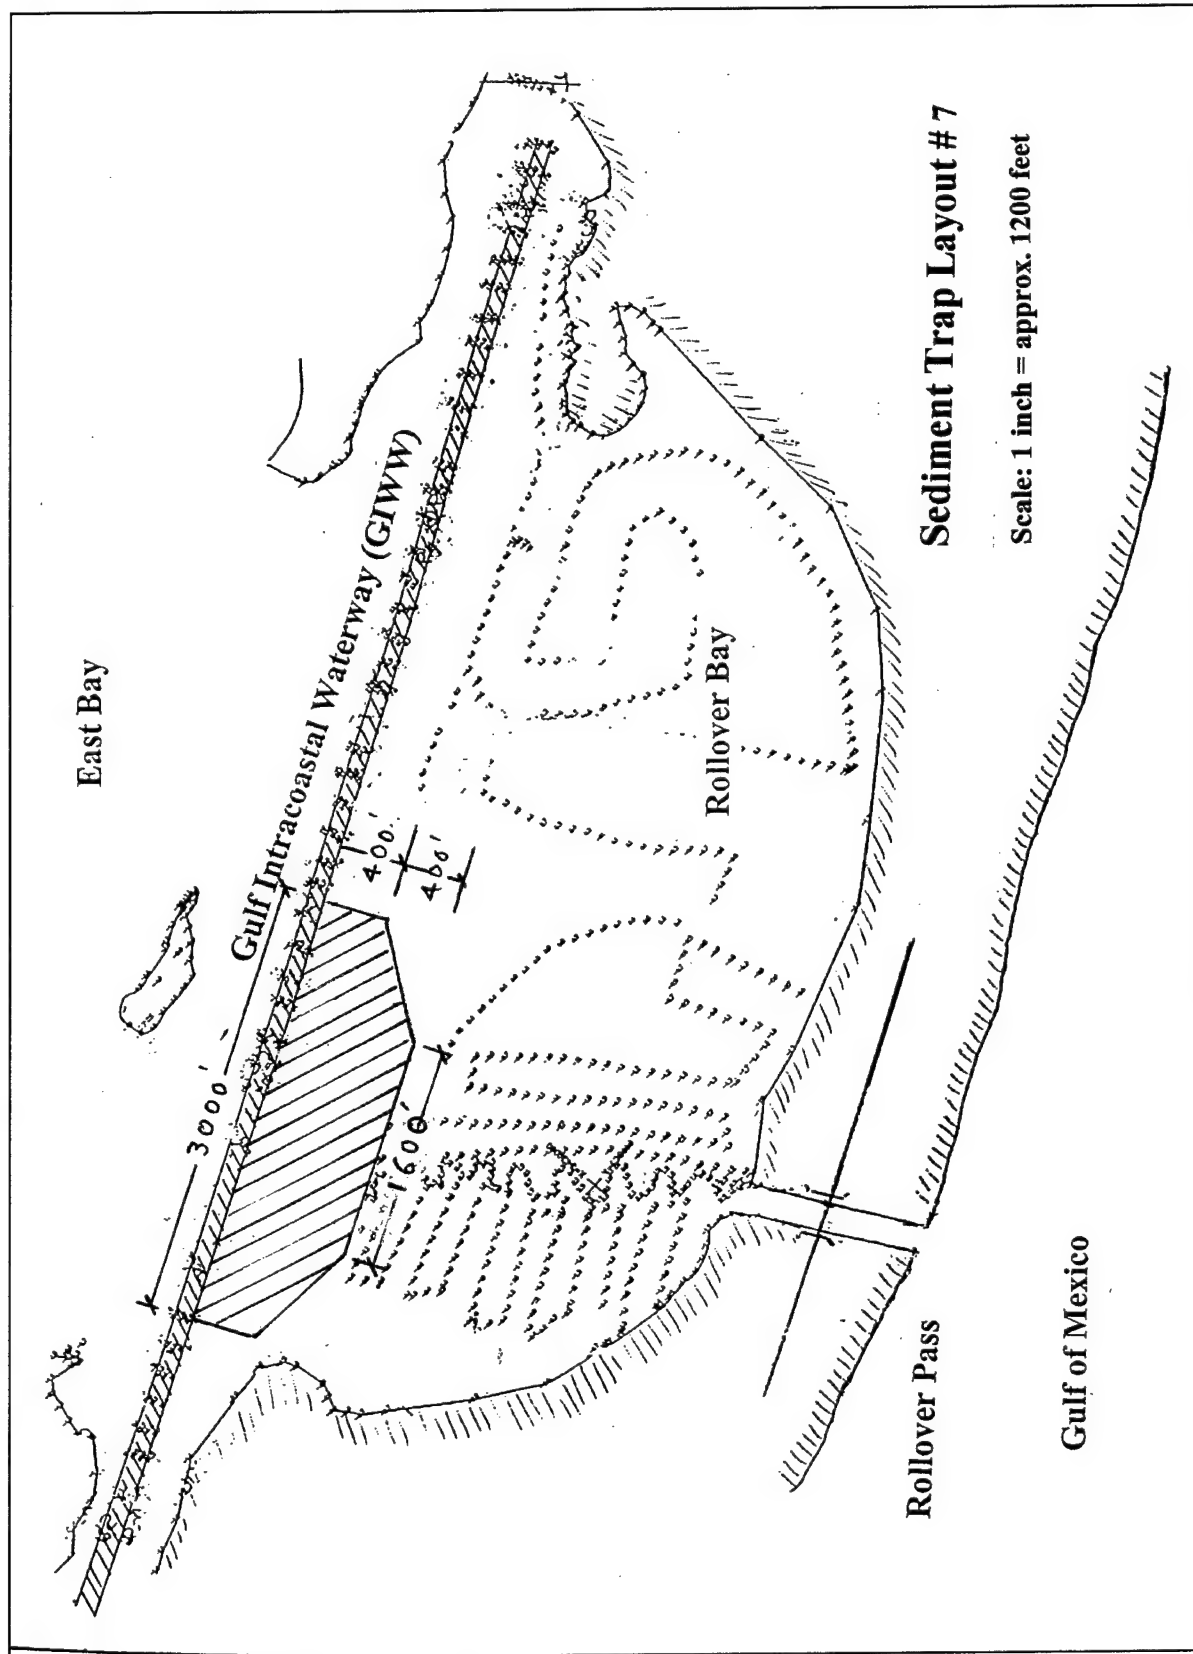 East Bay
Gulf Intracoastal Waterway (GIWW)
3000'
400'
400'
1600'
Rollover Bay
Rollover Pass
Gulf of Mexico
Sediment Trap Layout # 7
Scale: 1 inch = approx. 1200 feet